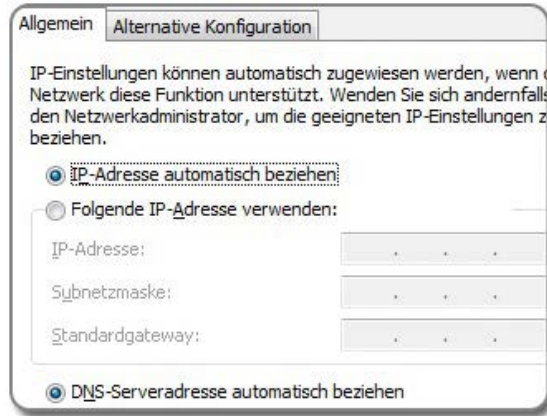 Allgemein
Alternative Konfiguration
IP-Einstellungen können automatisch zugewiesen werden, wenn
Netzwerk diese Funktion unterstützt. Wenden Sie sich andernfalls
den Netzwerkadministrator, um die geeigneten IP-Einstellungen
beziehen.
IP-Adresse automatisch beziehen
Folgende IP-Adresse verwenden:
IP-Adresse:
Subnetzmaske:
Standardgateway:
DNS-Serveradresse automatisch beziehen